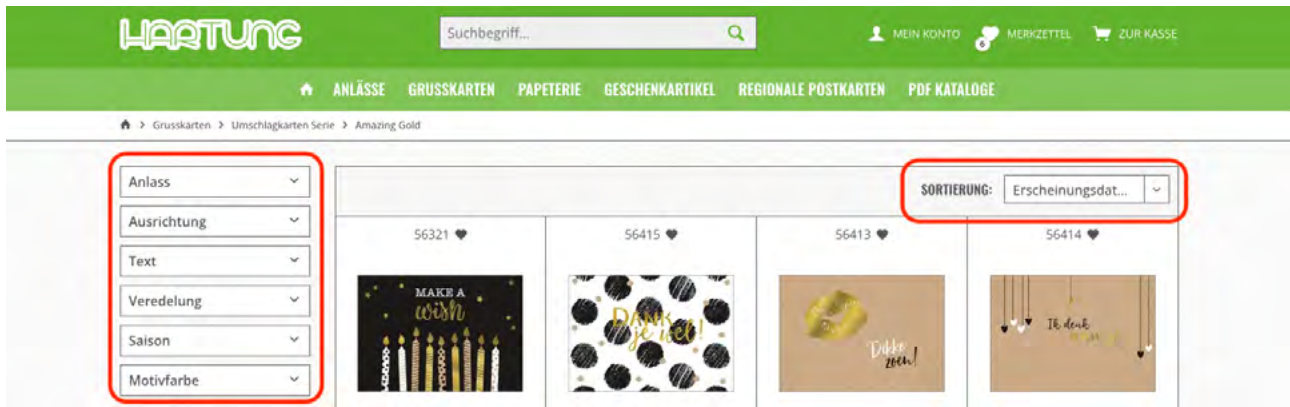 HARTUNG
Suchbegriff...
MEIN KONTO
6
MERKZETTEL
ZUR KASSE
ANLÄSSE GRUSSKARTEN PAPETERIE GESCHENKARTIKEL REGIONALE POSTKARTEN PDF KATALOGE
> Grusskarten > Umschlagkarten Serie > Amazing Gold
Anlass
Ausrichtung
Text
Veredelung
Saison
Motivfarbe
SORTIERUNG: Erscheinungsdat...
56321
56415
56413
56414
MAKE A
wish
DANK
je wel!
Dikke
zoen!
Ik denk